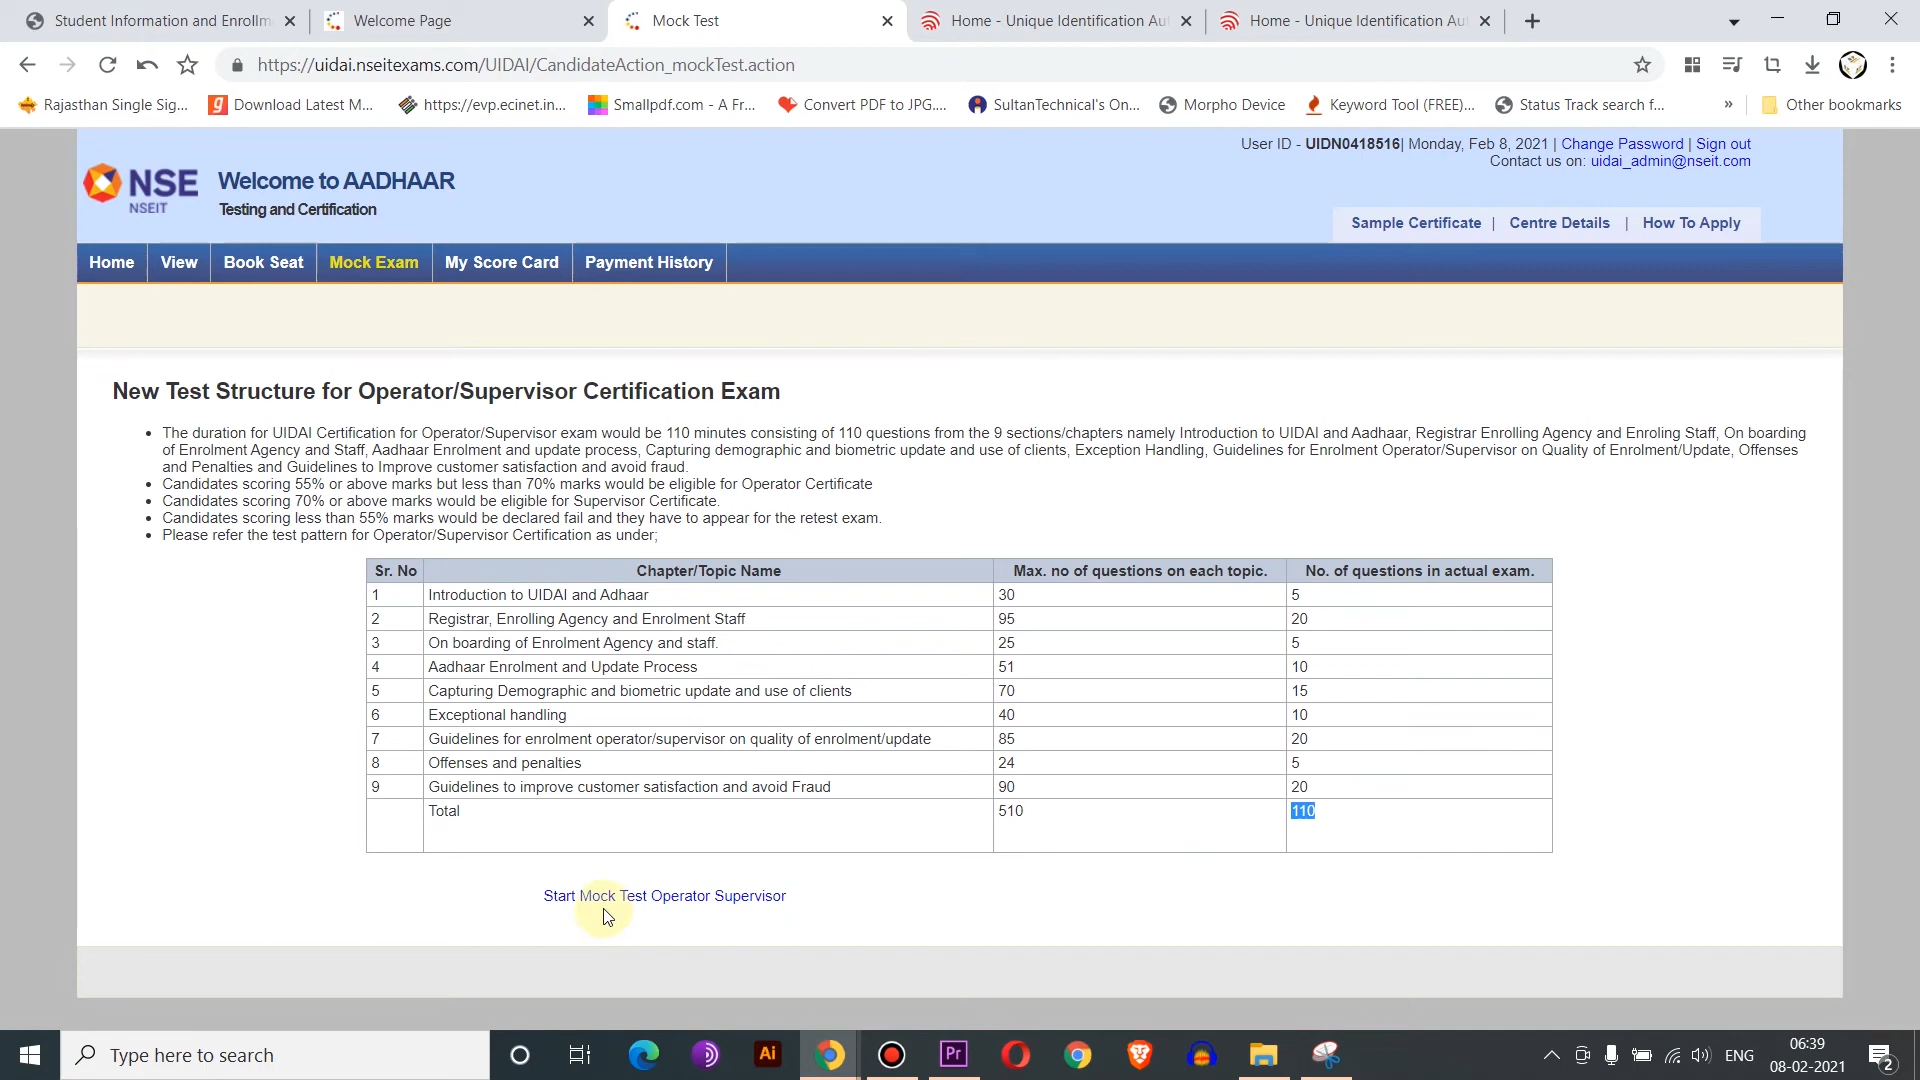 Student Information and Enrollm
Welcome Page
Mock Test
Home - Unique Identification Au
Home - Unique Identification Aut
https://uidai.nseitexams.com/UIDAI/CandidateAction_mockTest.action
Rajasthan Single Sig...
Download Latest M...
https://evp.ecinet.in...
Smallpdf.com - A Fr...
Convert PDF to JPG....
SultanTechnical's On...
Morpho Device
Keyword Tool (FREE)...
Status Track search f...
»
Other bookmarks
User ID - UIDN0418516| Monday, Feb 8, 2021 | Change Password | Sign out
Contact us on: uidai_admin@nseit.com
NSE
NSEIT
Welcome to AADHAAR
Testing and Certification
Sample Certificate | Centre Details | How To Apply
Home View Book Seat Mock Exam My Score Card Payment History
New Test Structure for Operator/Supervisor Certification Exam
• The duration for UIDAI Certification for Operator/Supervisor exam would be 110 minutes consisting of 110 questions from the 9 sections/chapters namely Introduction to UIDAI and Aadhaar, Registrar Enrolling Agency and Enroling Staff, On boarding
of Enrolment Agency and Staff, Aadhaar Enrolment and update process, Capturing demographic and biometric update and use of clients, Exception Handling, Guidelines for Enrolment Operator/Supervisor on Quality of Enrolment/Update, Offenses
and Penalties and Guidelines to Improve customer satisfaction and avoid fraud.
• Candidates scoring 55% or above marks but less than 70% marks would be eligible for Operator Certificate
• Candidates scoring 70% or above marks would be eligible for Supervisor Certificate.
• Candidates scoring less than 55% marks would be declared fail and they have to appear for the retest exam.
• Please refer the test pattern for Operator/Supervisor Certification as under;
Sr. No Chapter/Topic Name Max. no of questions on each topic. No. of questions in actual exam.
1 Introduction to UIDAI and Adhaar 30 5
2 Registrar, Enrolling Agency and Enrolment Staff 95 20
3 On boarding of Enrolment Agency and staff. 25 5
4 Aadhaar Enrolment and Update Process 51 10
5 Capturing Demographic and biometric update and use of clients 70 15
6 Exceptional handling 40 10
7 Guidelines for enrolment operator/supervisor on quality of enrolment/update 85 20
8 Offenses and penalties 24 5
9 Guidelines to improve customer satisfaction and avoid Fraud 90 20
Total 510 110
Start Mock Test Operator Supervisor
Type here to search
Ai
Pr
ENG
06:39
08-02-2021
2